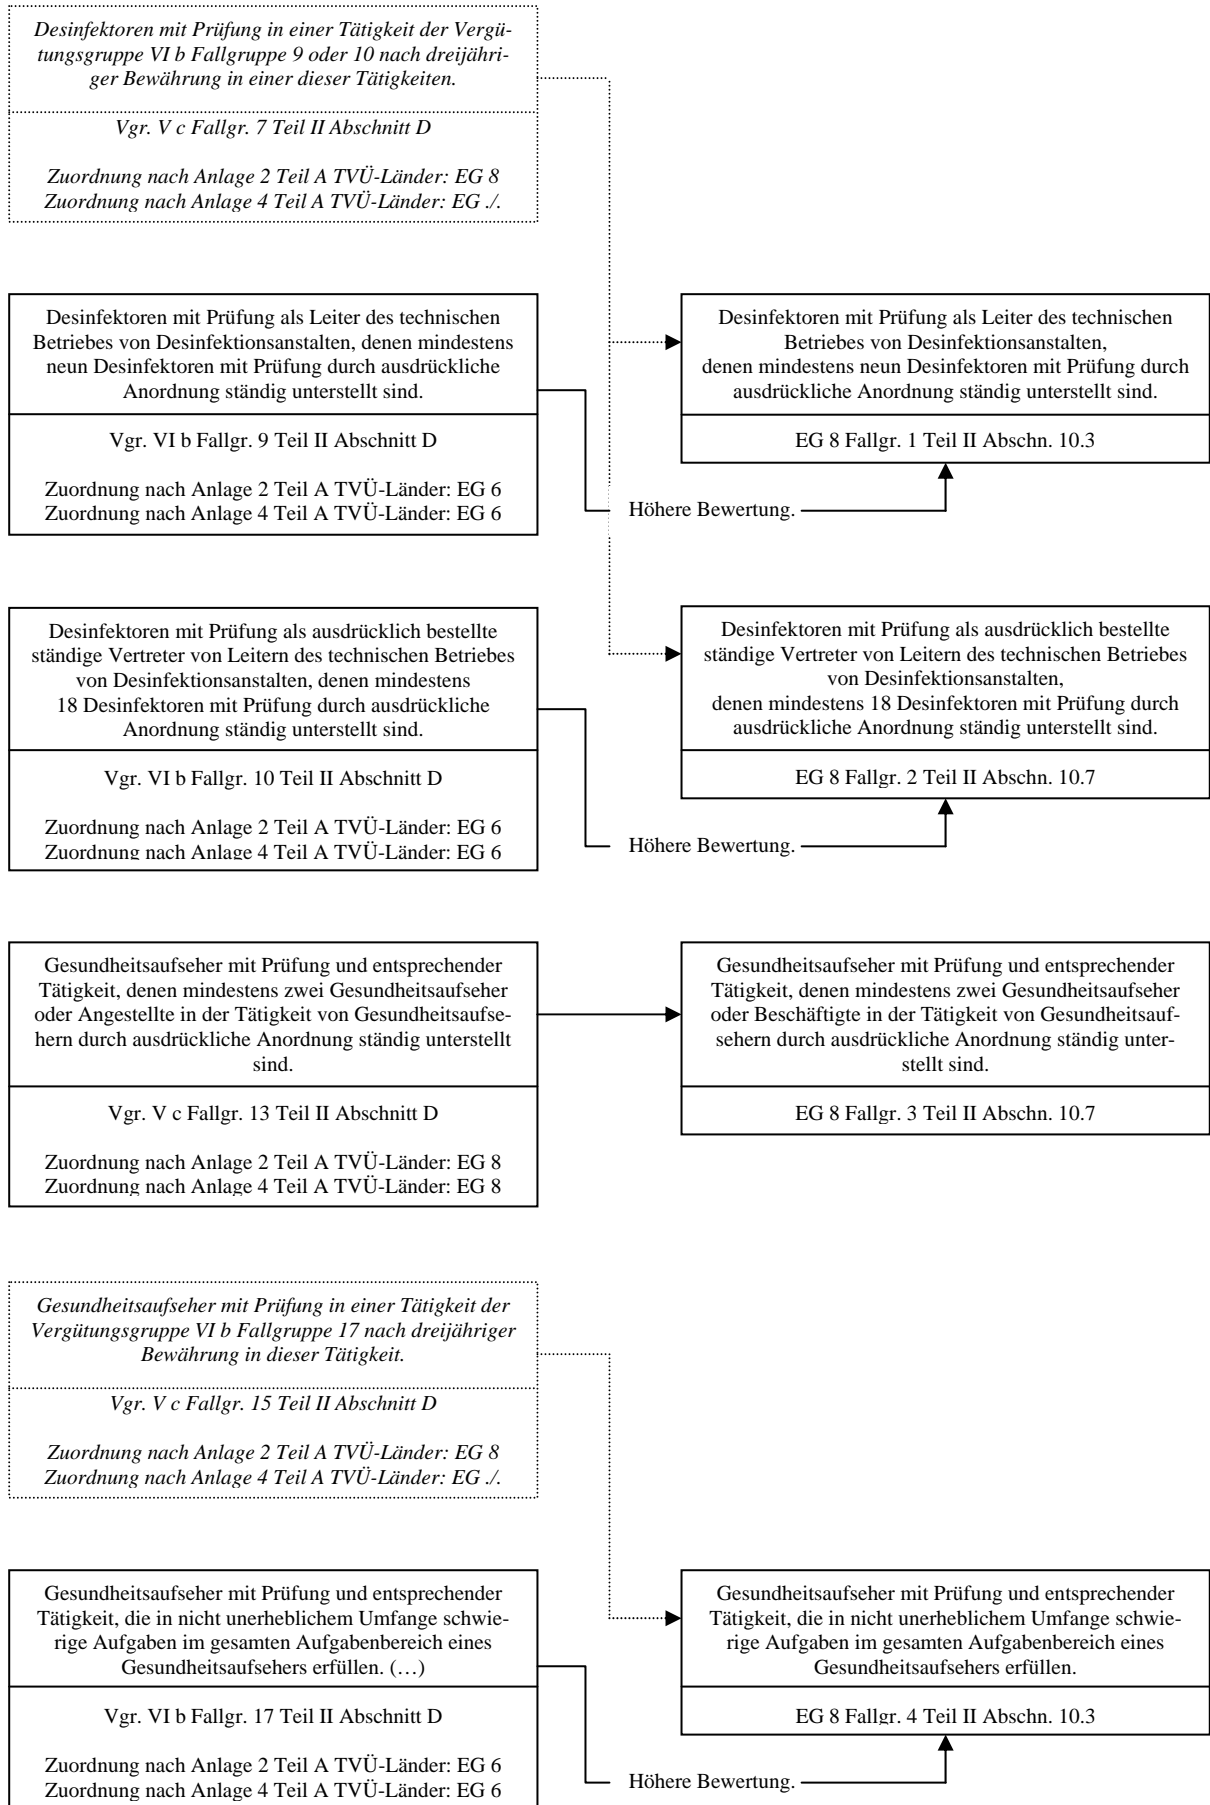 Desinfektoren mit Prüfung in einer Tätigkeit der Vergü-
tungsgruppe VI b Fallgruppe 9 oder 10 nach dreijähri-
ger Bewährung in einer dieser Tätigkeiten.
Vgr. V c Fallgr. 7 Teil II Abschnitt D
Zuordnung nach Anlage 2 Teil A TVÜ-Länder: EG 8
Zuordnung nach Anlage 4 Teil A TVÜ-Länder: EG ./.
Desinfektoren mit Prüfung als Leiter des technischen
Betriebes von Desinfektionsanstalten, denen mindestens
neun Desinfektoren mit Prüfung durch ausdrückliche
Anordnung ständig unterstellt sind.
Vgr. VI b Fallgr. 9 Teil II Abschnitt D
Zuordnung nach Anlage 2 Teil A TVÜ-Länder: EG 6
Zuordnung nach Anlage 4 Teil A TVÜ-Länder: EG 6
Desinfektoren mit Prüfung als Leiter des technischen
Betriebes von Desinfektionsanstalten,
denen mindestens neun Desinfektoren mit Prüfung durch
ausdrückliche Anordnung ständig unterstellt sind.
EG 8 Fallgr. 1 Teil II Abschn. 10.3
Höhere Bewertung.
Desinfektoren mit Prüfung als ausdrücklich bestellte
ständige Vertreter von Leitern des technischen Betriebes
von Desinfektionsanstalten, denen mindestens
18 Desinfektoren mit Prüfung durch ausdrückliche
Anordnung ständig unterstellt sind.
Vgr. VI b Fallgr. 10 Teil II Abschnitt D
Zuordnung nach Anlage 2 Teil A TVÜ-Länder: EG 6
Zuordnung nach Anlage 4 Teil A TVÜ-Länder: EG 6
Desinfektoren mit Prüfung als ausdrücklich bestellte
ständige Vertreter von Leitern des technischen Betriebes
von Desinfektionsanstalten,
denen mindestens 18 Desinfektoren mit Prüfung durch
ausdrückliche Anordnung ständig unterstellt sind.
EG 8 Fallgr. 2 Teil II Abschn. 10.7
Höhere Bewertung.
Gesundheitsaufseher mit Prüfung und entsprechender
Tätigkeit, denen mindestens zwei Gesundheitsaufseher
oder Angestellte in der Tätigkeit von Gesundheitsaufse-
hern durch ausdrückliche Anordnung ständig unterstellt
sind.
Vgr. V c Fallgr. 13 Teil II Abschnitt D
Zuordnung nach Anlage 2 Teil A TVÜ-Länder: EG 8
Zuordnung nach Anlage 4 Teil A TVÜ-Länder: EG 8
Gesundheitsaufseher mit Prüfung und entsprechender
Tätigkeit, denen mindestens zwei Gesundheitsaufseher
oder Beschäftigte in der Tätigkeit von Gesundheitsauf-
sehern durch ausdrückliche Anordnung ständig unter-
stellt sind.
EG 8 Fallgr. 3 Teil II Abschn. 10.7
Gesundheitsaufseher mit Prüfung in einer Tätigkeit der
Vergütungsgruppe VI b Fallgruppe 17 nach dreijähriger
Bewährung in dieser Tätigkeit.
Vgr. V c Fallgr. 15 Teil II Abschnitt D
Zuordnung nach Anlage 2 Teil A TVÜ-Länder: EG 8
Zuordnung nach Anlage 4 Teil A TVÜ-Länder: EG ./.
Gesundheitsaufseher mit Prüfung und entsprechender
Tätigkeit, die in nicht unerheblichem Umfange schwie-
rige Aufgaben im gesamten Aufgabenbereich eines
Gesundheitsaufsehers erfüllen. (…)
Vgr. VI b Fallgr. 17 Teil II Abschnitt D
Zuordnung nach Anlage 2 Teil A TVÜ-Länder: EG 6
Zuordnung nach Anlage 4 Teil A TVÜ-Länder: EG 6
Gesundheitsaufseher mit Prüfung und entsprechender
Tätigkeit, die in nicht unerheblichem Umfange schwie-
rige Aufgaben im gesamten Aufgabenbereich eines
Gesundheitsaufsehers erfüllen.
EG 8 Fallgr. 4 Teil II Abschn. 10.3
Höhere Bewertung.